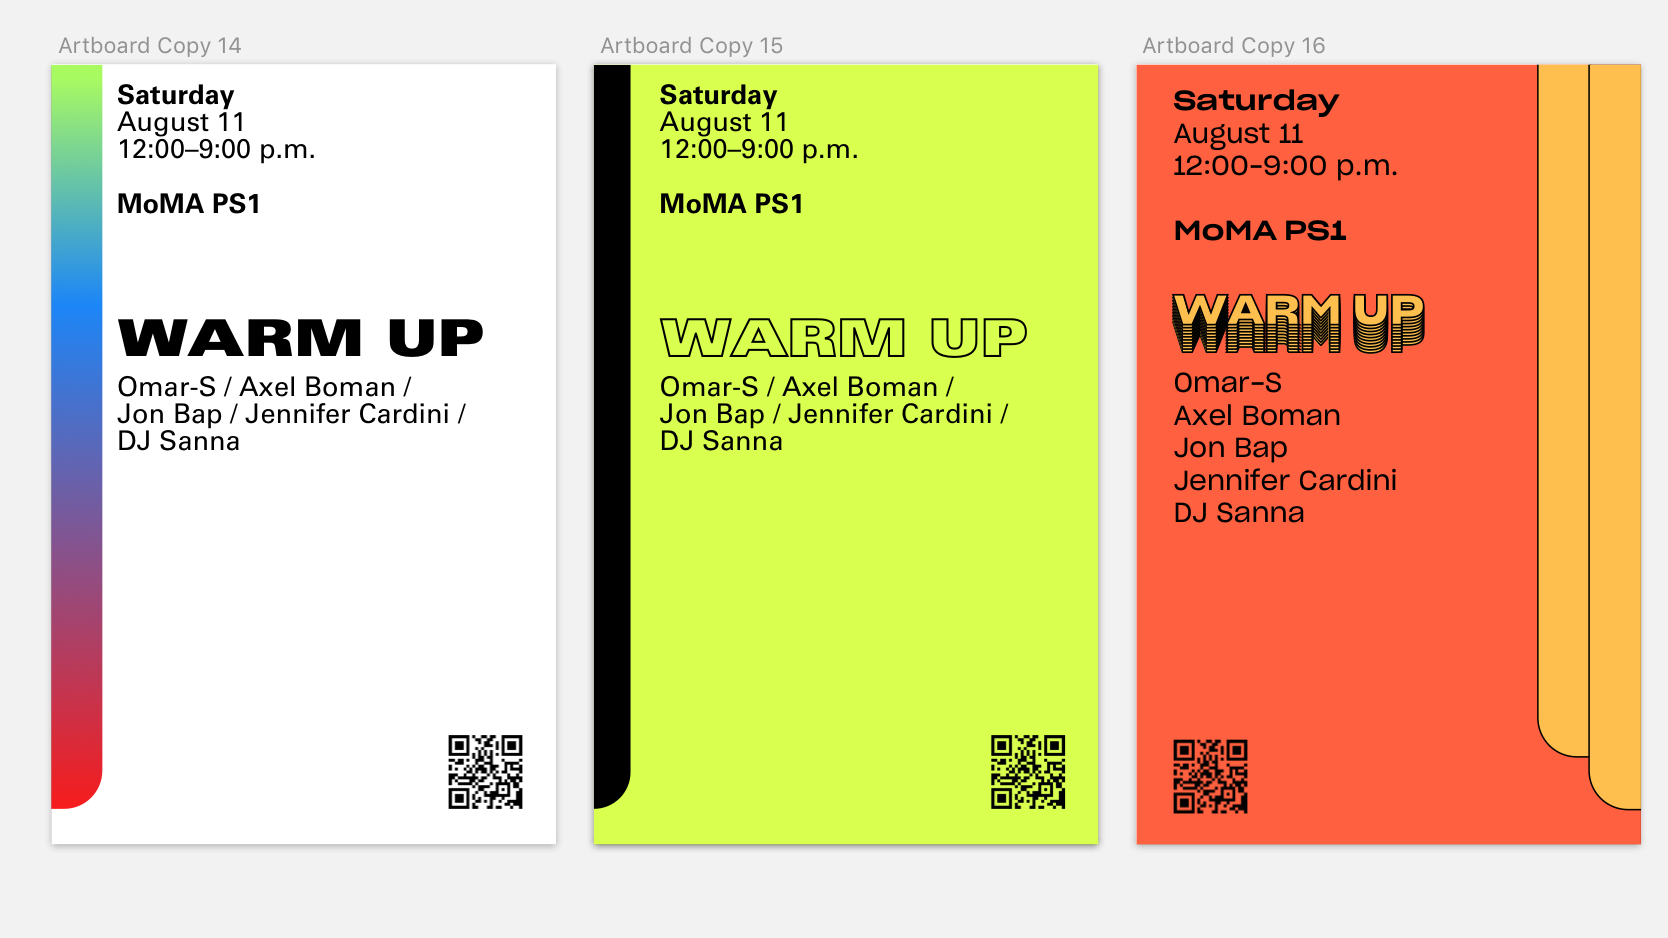 Artboard Copy 14
Saturday
August 11
12:00–9:00 p.m.
MoMA PS1
WARM UP
Omar-S / Axel Boman /
Jon Bap / Jennifer Cardini /
DJ Sanna
Artboard Copy 15
Saturday
August 11
12:00–9:00 p.m.
MoMA PS1
WARM UP
Omar-S / Axel Boman /
Jon Bap / Jennifer Cardini /
DJ Sanna
Artboard Copy 16
Saturday
August 11
12:00–9:00 p.m.
MoMA PS1
WARM UP
Omar-S
Axel Boman
Jon Bap
Jennifer Cardini
DJ Sanna